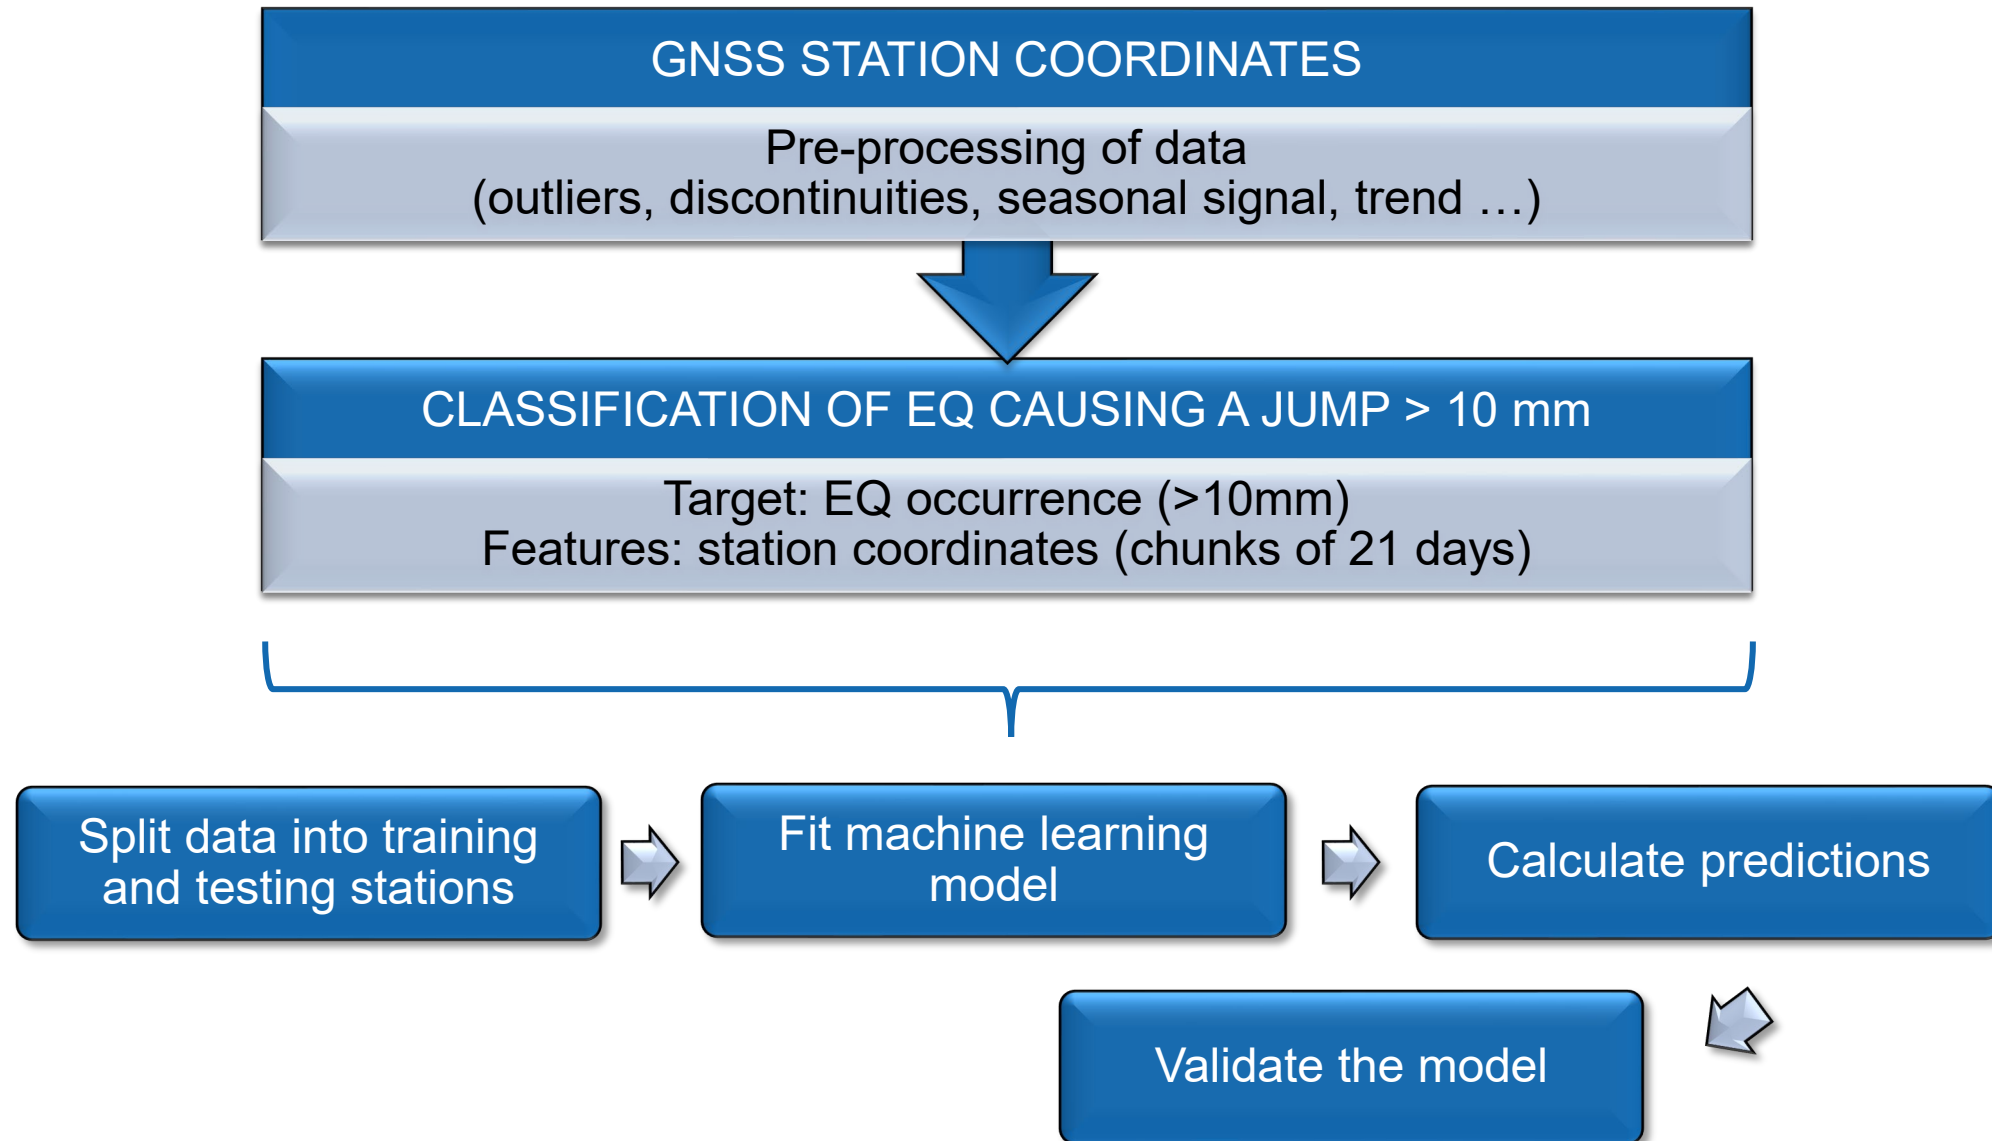 GNSS STATION COORDINATES
Pre-processing of data
(outliers, discontinuities, seasonal signal, trend …)
CLASSIFICATION OF EQ CAUSING A JUMP > 10 mm
Target: EQ occurrence (>10mm)
Features: station coordinates (chunks of 21 days)
Split data into training
and testing stations
Fit machine learning
model
Calculate predictions
Validate the model